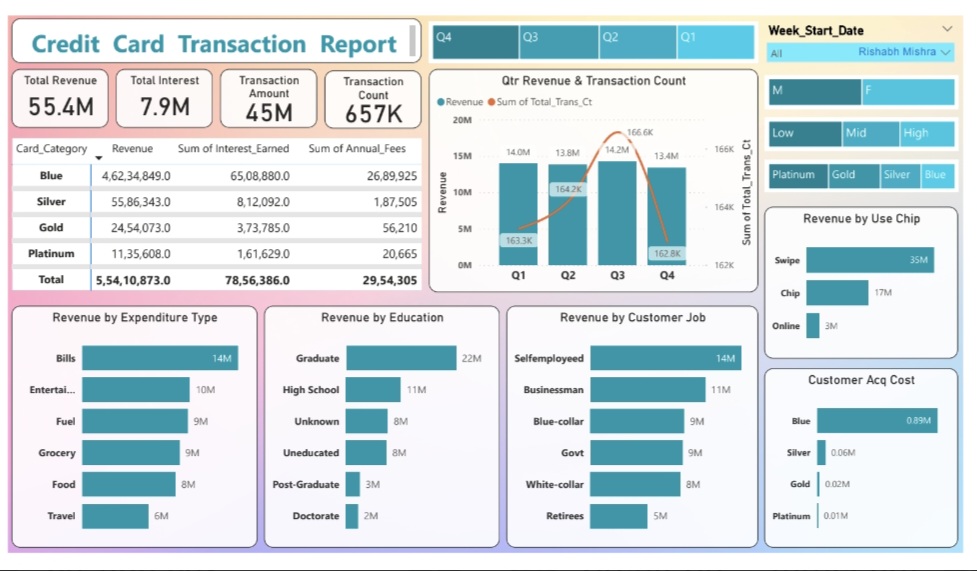 Credit Card Transaction Report
Q4 Q3 Q2 Q1
Week_Start_Date
All Rishabh Mishra
Total Revenue
55.4M
Total Interest
7.9M
Transaction
Amount
45M
Transaction
Count
657K
M F
Low Mid High
Platinum Gold Silver Blue
Card_Category Revenue Sum of Interest_Earned Sum of Annual_Fees
Blue 4,62,34,849.0 65,08,880.0 26,89,925
Silver 55,86,343.0 8,12,092.0 1,87,505
Gold 24,54,073.0 3,73,785.0 56,210
Platinum 11,35,608.0 1,61,629.0 20,665
Total 5,54,10,873.0 78,56,386.0 29,54,305
Qtr Revenue & Transaction Count
Revenue Sum of Total_Trans_Ct
Revenue
20M
15M
10M
5M
0M
14.0M 13.8M 14.2M 13.4M
163.3K 164.2K 166.6K 162.8K
Q1 Q2 Q3 Q4
166K
164K
162K
Sum of Total_Trans_Ct
Revenue by Use Chip
Swipe 35M
Chip 17M
Online 3M
Revenue by Expenditure Type
Bills 14M
Entertai... 10M
Fuel 9M
Grocery 9M
Food 8M
Travel 6M
Revenue by Education
Graduate 22M
High School 11M
Unknown 8M
Uneducated 8M
Post-Graduate 3M
Doctorate 2M
Revenue by Customer Job
Selfemployeed 14M
Businessman 11M
Blue-collar 9M
Govt 9M
White-collar 8M
Retirees 5M
Customer Acq Cost
Blue 0.89M
Silver 0.06M
Gold 0.02M
Platinum 0.01M